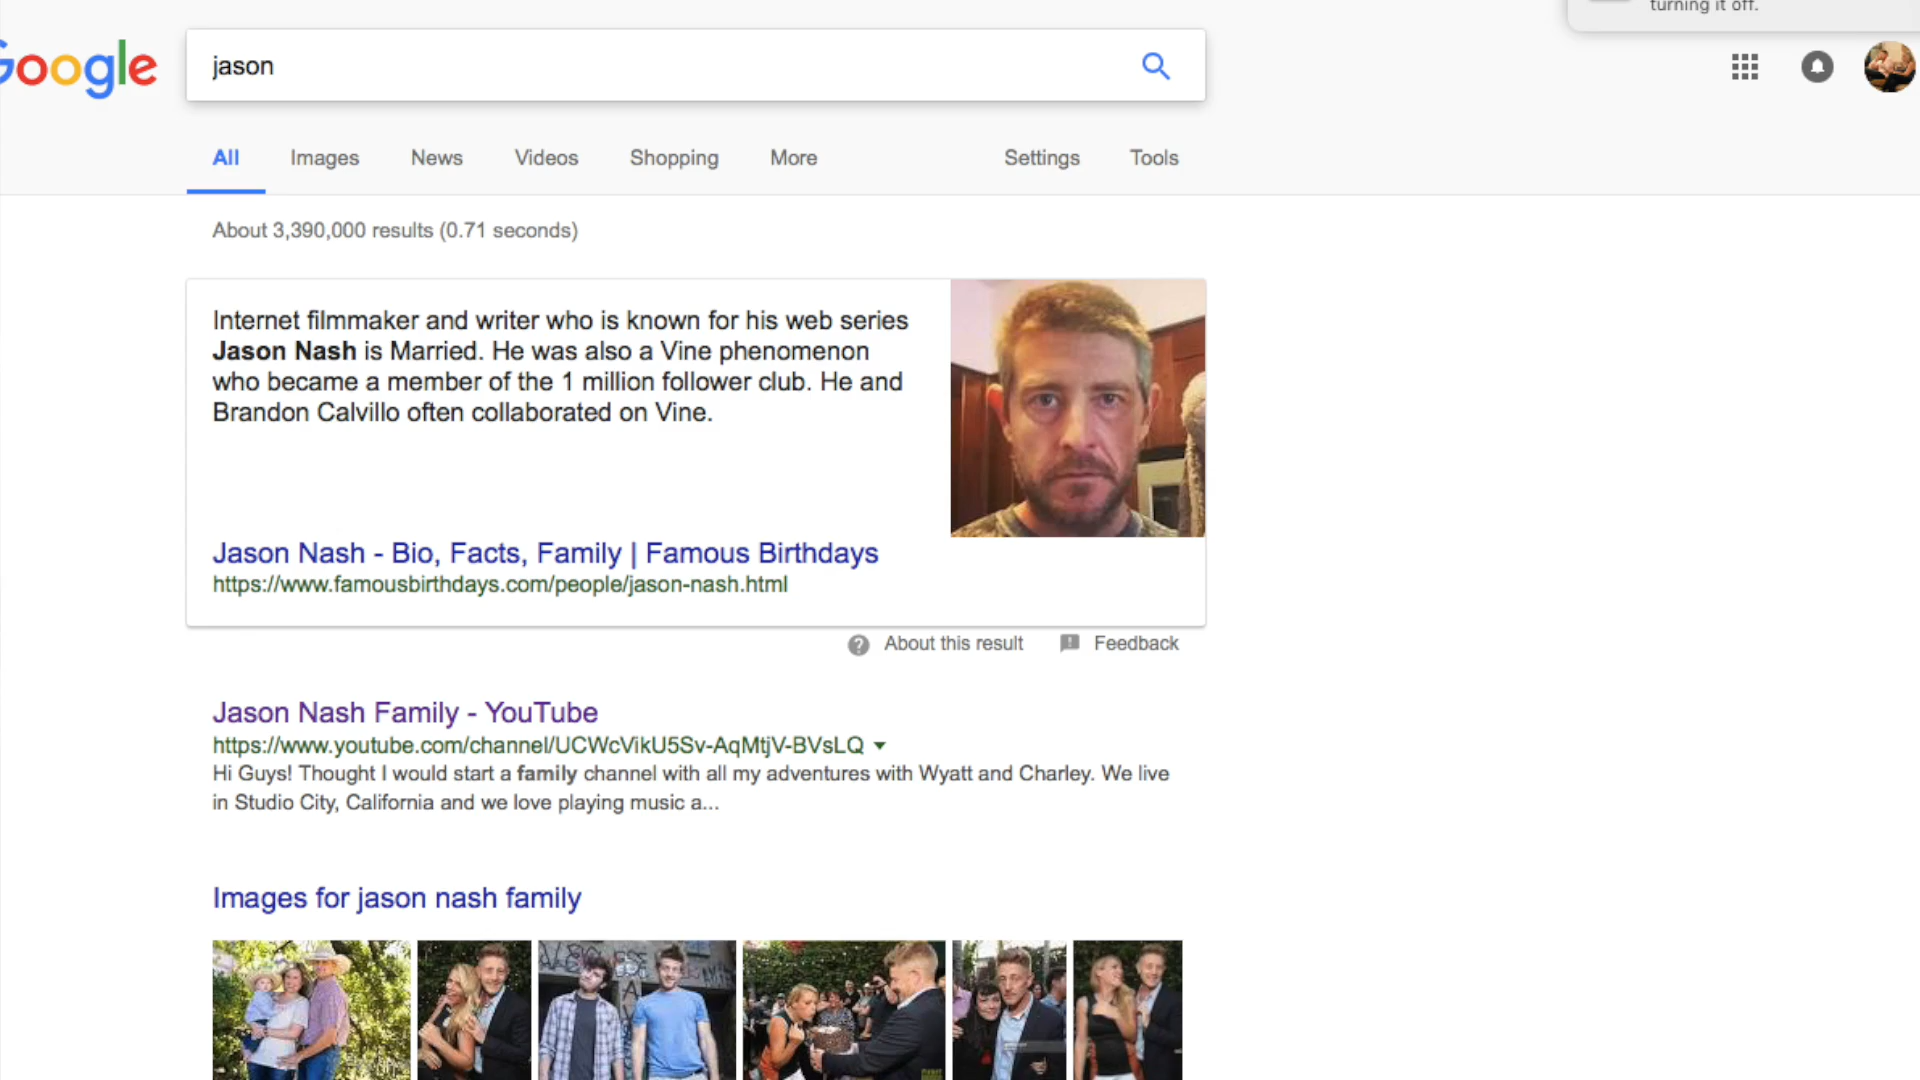 turning it off.
Google
jason
All Images News Videos Shopping More Settings Tools
About 3,390,000 results (0.71 seconds)
Internet filmmaker and writer who is known for his web series
Jason Nash is Married. He was also a Vine phenomenon
who became a member of the 1 million follower club. He and
Brandon Calvillo often collaborated on Vine.
Jason Nash - Bio, Facts, Family | Famous Birthdays
https://www.famousbirthdays.com/people/jason-nash.html
About this result Feedback
Jason Nash Family - YouTube
https://www.youtube.com/channel/UCWcVikU5Sv-AqMtjV-BVsLQ
Hi Guys! Thought I would start a family channel with all my adventures with Wyatt and Charley. We live
in Studio City, California and we love playing music a...
Images for jason nash family